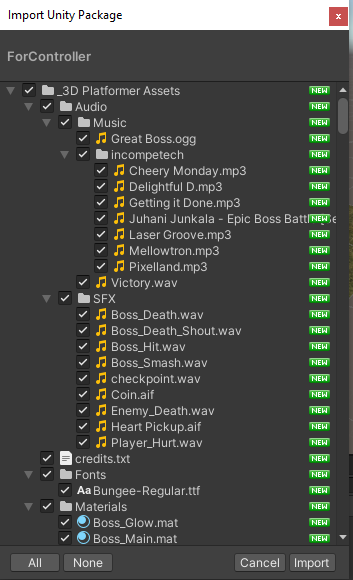 Import Unity Package
x
ForController
_3D Platformer Assets NEW
Audio NEW
Music NEW
Great Boss.ogg NEW
incompetech NEW
Cheery Monday.mp3 NEW
Delightful D.mp3 NEW
Getting it Done.mp3 NEW
Juhani Junkala - Epic Boss Batt
Laser Groove.mp3 NEW
Mellowtron.mp3 NEW
Pixelland.mp3 NEW
Victory.wav NEW
SFX NEW
Boss_Death.wav NEW
Boss_Death_Shout.wav NEW
Boss_Hit.wav NEW
Boss_Smash.wav NEW
checkpoint.wav NEW
Coin.aif NEW
Enemy_Death.wav NEW
Heart Pickup.aif NEW
Player_Hurt.wav NEW
credits.txt NEW
Fonts NEW
Aa Bungee-Regular.ttf NEW
Materials NEW
Boss_Glow.mat NEW
Boss_Main.mat NEW
All None Cancel Import